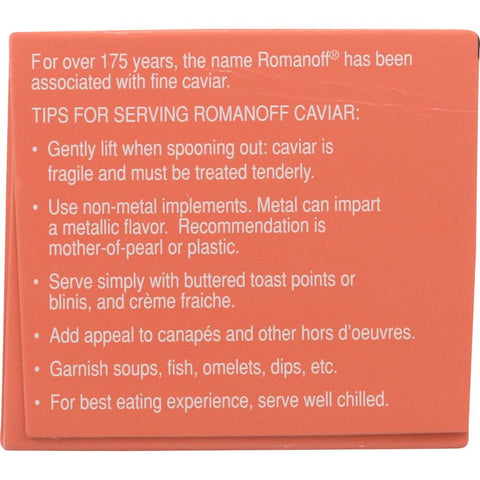 For over 175 years, the name Romanoff® has been
associated with fine caviar.
TIPS FOR SERVING ROMANOFF CAVIAR:
• Gently lift when spooning out: caviar is
fragile and must be treated tenderly.
• Use non-metal implements. Metal can impart
a metallic flavor.  Recommendation is
mother-of-pearl or plastic.
• Serve simply with buttered toast points or
blinis, and crème fraiche.
• Add appeal to canapés and other hors d'oeuvres.
• Garnish soups, fish, omelets, dips, etc.
• For best eating experience, serve well chilled.